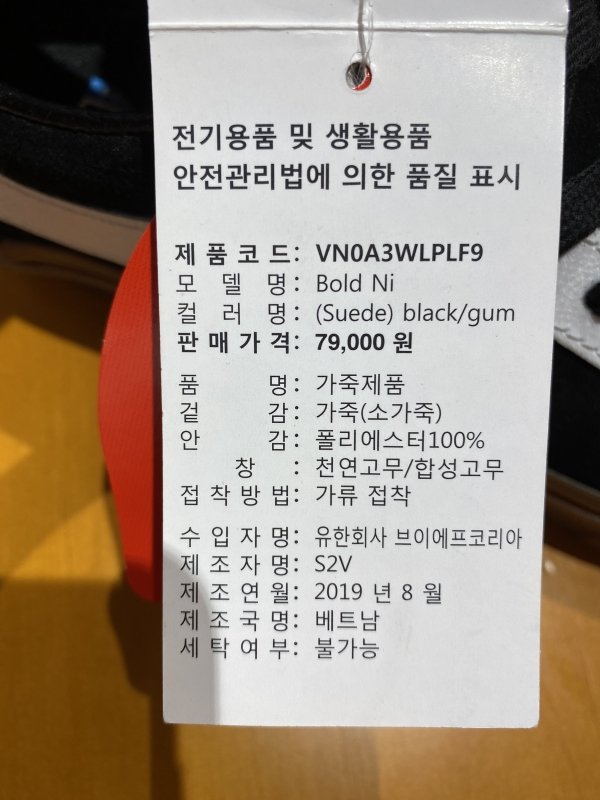 전기용품 및 생활용품
안전관리법에 의한 품질 표시
제 품 코 드: VN0A3WLPLF9
모 델 명: Bold Ni
컬 러 명: (Suede) black/gum
판 매 가 격: 79,000 원
품 명: 가죽제품
겉 감: 가죽(소가죽)
안 감: 폴리에스터100%
창 : 천연고무/합성고무
접 착 방 법: 가류 접착
수 입 자 명: 유한회사 브이에프코리아
제 조 자 명: S2V
제 조 연 월: 2019 년 8 월
제 조 국 명: 베트남
세 탁 여 부: 불가능